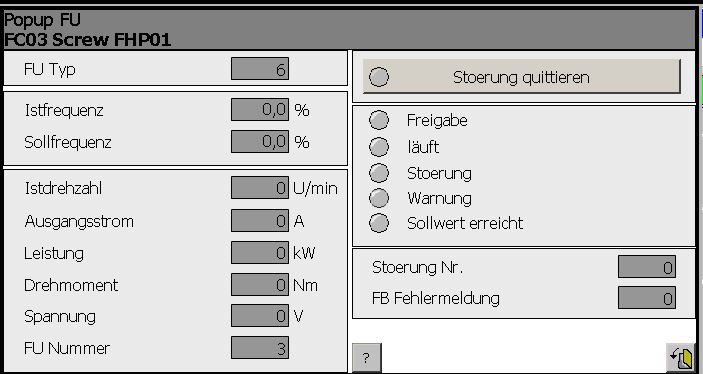 Popup FU
FC03 Screw FHP01
FU Typ 6
Istfrequenz 0,0 %
Sollfrequenz 0,0 %
Istdrehzahl 0 U/min
Ausgangsstrom 0 A
Leistung 0 kW
Drehmoment 0 Nm
Spannung 0 V
FU Nummer 3
Stoerung quittieren
Freigabe
läuft
Stoerung
Warnung
Sollwert erreicht
Stoerung Nr. 0
FB Fehlermeldung 0
?